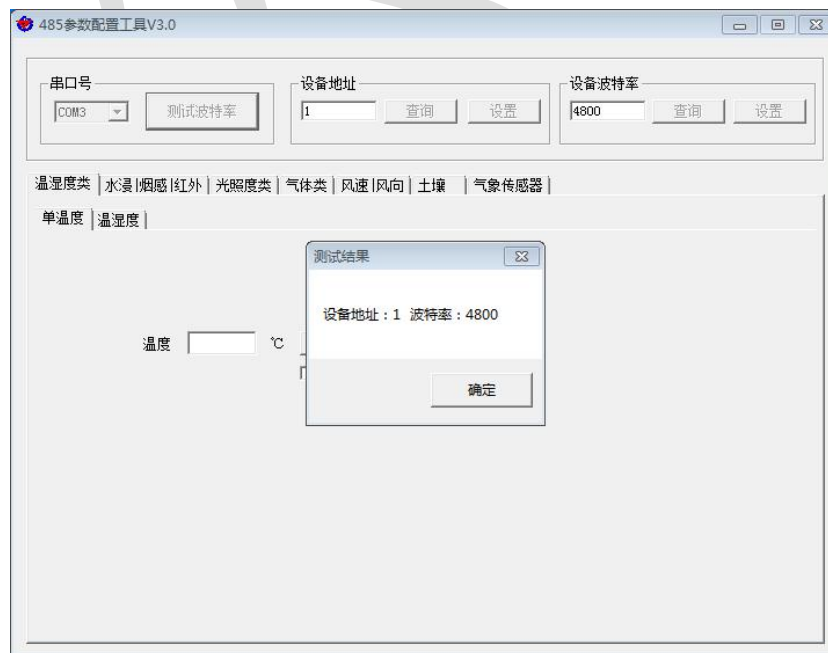 485参数配置工具V3.0
串口号
设备地址
设备波特率
COM3
测试波特率
1
查询
设置
4800
查询
设置
温湿度类
水浸|烟感|红外
光照度类
气体类
风速|风向
土壤
气象传感器
单温度
温湿度
测试结果
设备地址：1 波特率：4800
温度
℃
确定